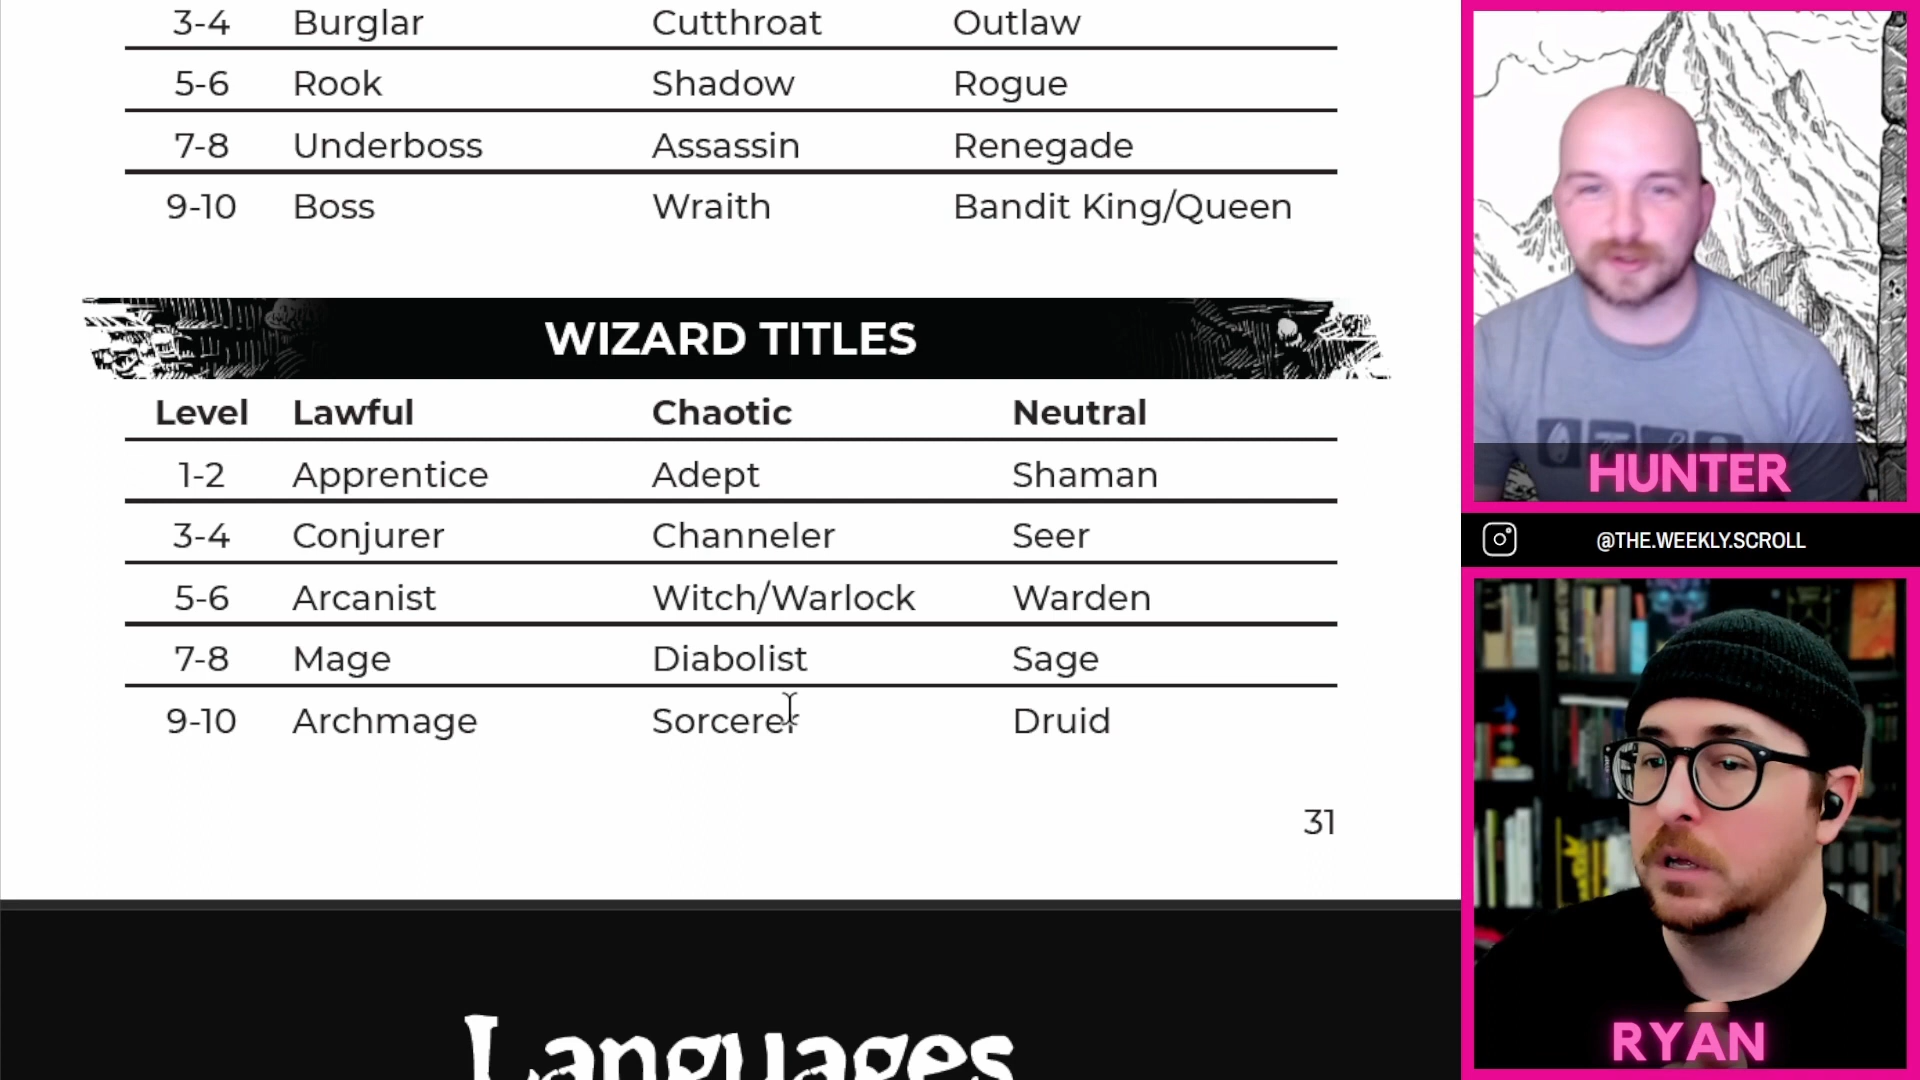 3-4 Burglar Cutthroat Outlaw
5-6 Rook Shadow Rogue
7-8 Underboss Assassin Renegade
9-10 Boss Wraith Bandit King/Queen
WIZARD TITLES
Level Lawful Chaotic Neutral
1-2 Apprentice Adept Shaman
3-4 Conjurer Channeler Seer
5-6 Arcanist Witch/Warlock Warden
7-8 Mage Diabolist Sage
9-10 Archmage Sorcerer Druid
31
Languages
HUNTER
@THE.WEEKLY.SCROLL
RYAN